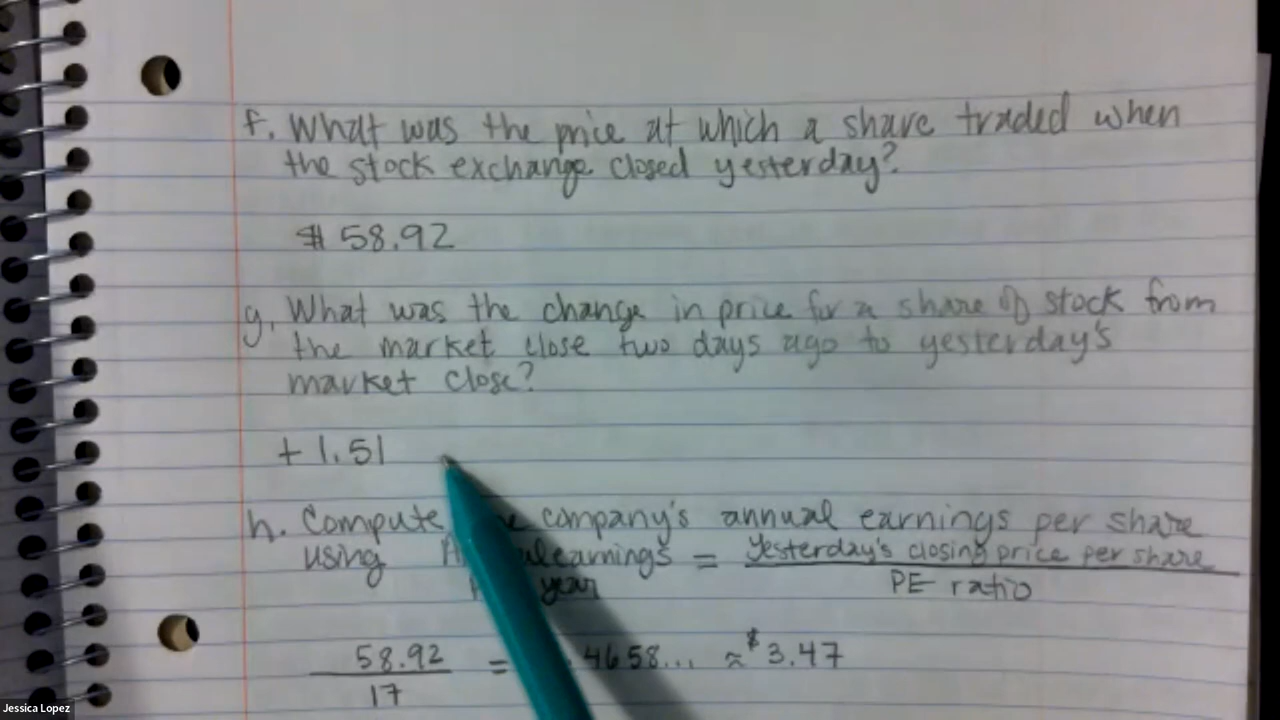 f. What was the price at which a share traded when
the stock exchange closed yesterday?
$ 58.92
g. What was the change in price for a share of stock from
the market close two days ago to yesterday's
market close?
+ 1.51
h. Compute company's annual earnings per share
using earnings = Yesterday's closing price per share
year PE ratio
58.92 = .4658... ≈ $3.47
17
Jessica Lopez